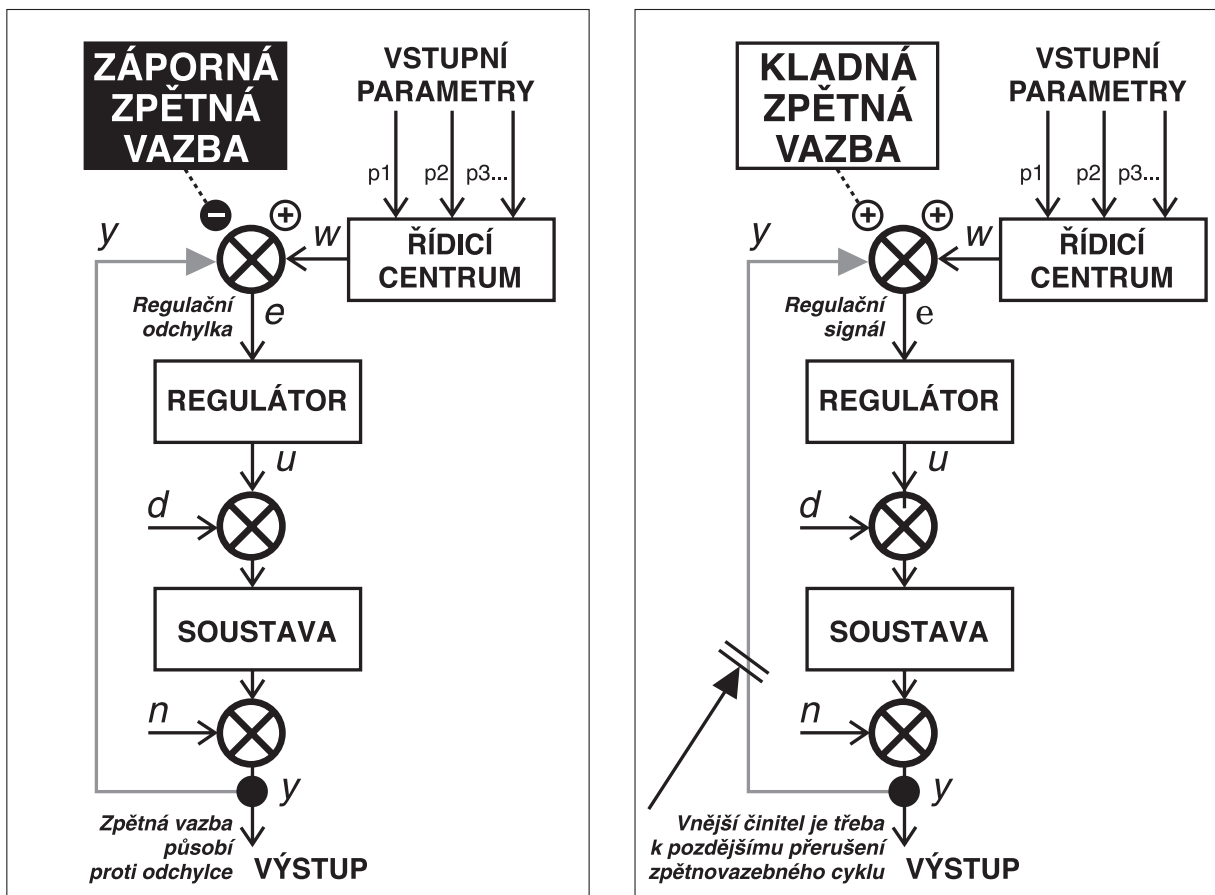 ZÁPORNÁ
ZPĚTNÁ
VAZBA
VSTUPNÍ
PARAMETRY
p1 p2 p3...
− +
y
w
ŘÍDICÍ
CENTRUM
Regulační
odchylka
e
REGULÁTOR
u
d
SOUSTAVA
n
y
Zpětná vazba
působí
proti odchylce
VÝSTUP
KLADNÁ
ZPĚTNÁ
VAZBA
VSTUPNÍ
PARAMETRY
p1 p2 p3...
+ +
y
w
ŘÍDICÍ
CENTRUM
Regulační
signál
e
REGULÁTOR
u
d
SOUSTAVA
n
y
Vnější činitel je třeba
k pozdějšímu přerušení
zpětnovazebného cyklu
VÝSTUP